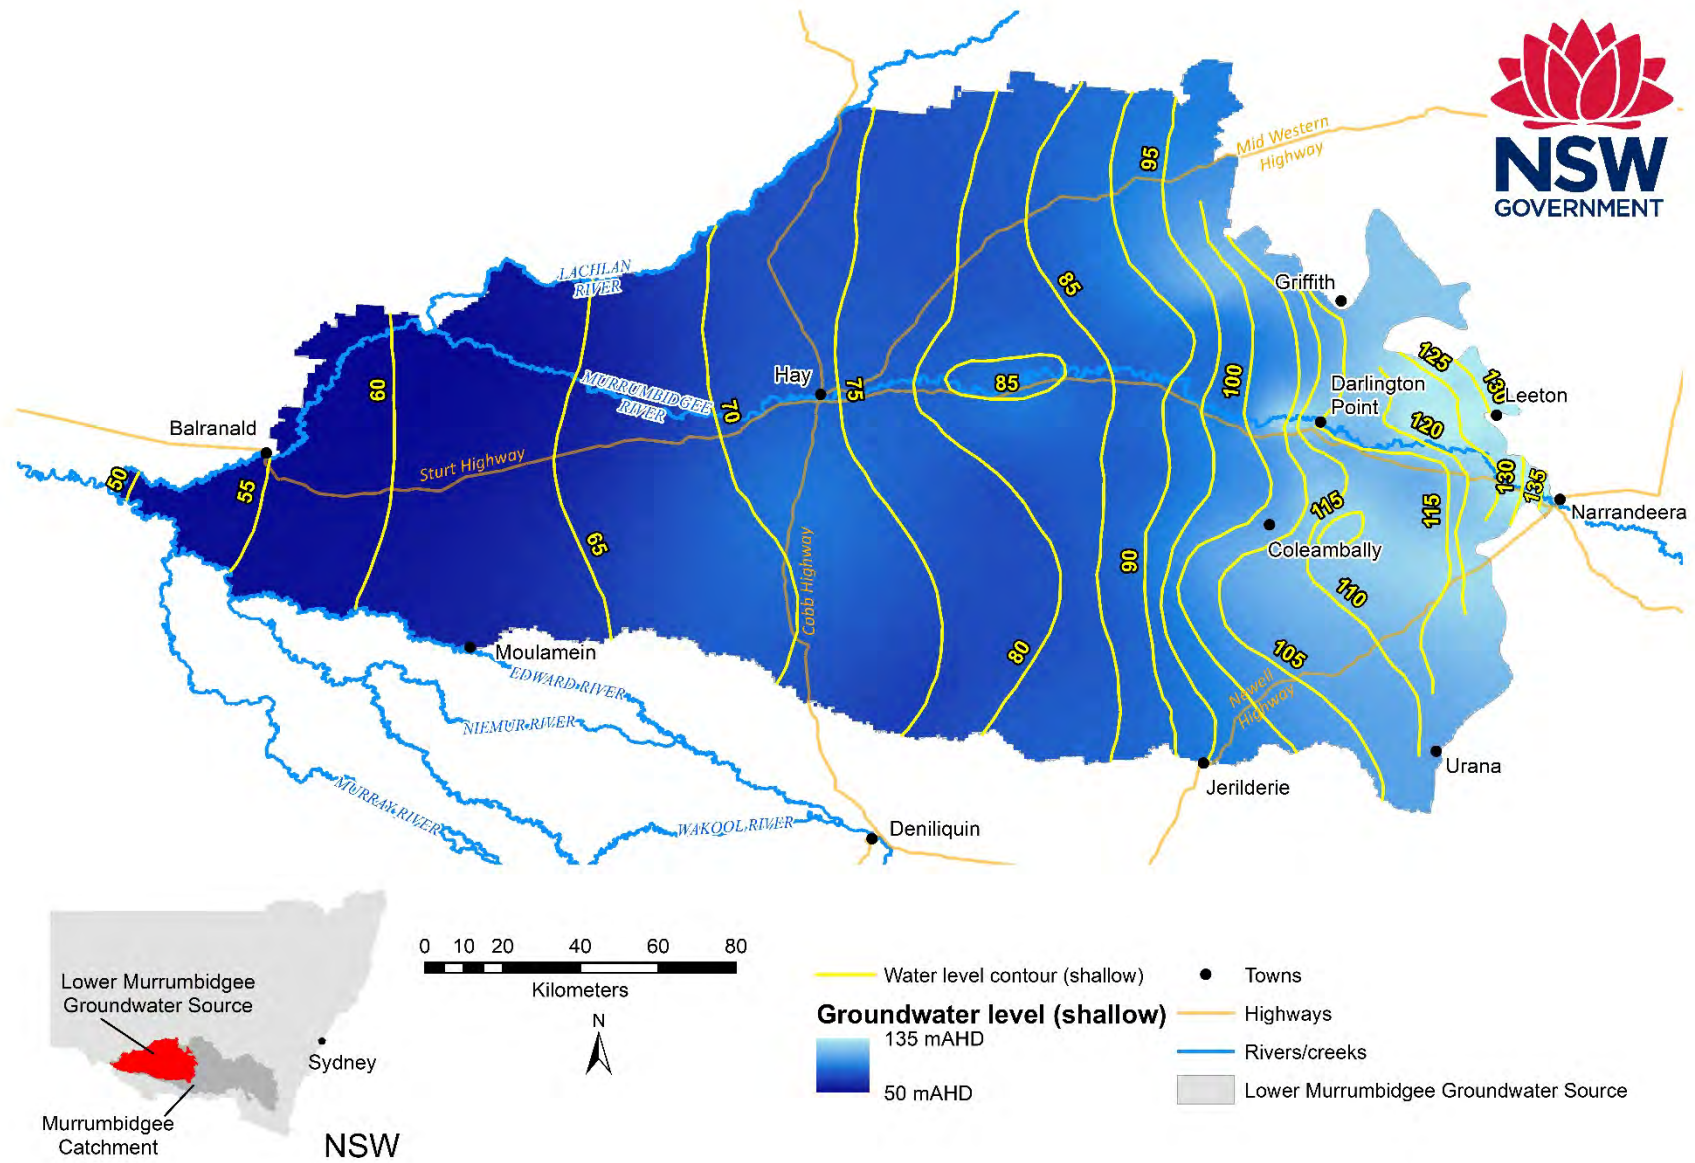 NSW
GOVERNMENT
Mid Western
Highway
95
LACHLAN
RIVER
Griffith
85
125
130
Leeton
Darlington
Point
120
100
MURRUMBIDGEE
RIVER
Hay
75
85
70
60
Balranald
Sturt Highway
50
55
65
130
135
Narrandeera
115
115
Coleambally
110
90
Cobb Highway
80
105
Newell
Highway
Moulamein
EDWARD RIVER
NIEMUR RIVER
MURRAY RIVER
WAKOOL RIVER
Urana
Jerilderie
Deniliquin
0 10 20 40 60 80
Kilometers
N
Lower Murrumbidgee
Groundwater Source
Sydney
Murrumbidgee
Catchment
NSW
Water level contour (shallow)
Groundwater level (shallow)
135 mAHD
50 mAHD
Towns
Highways
Rivers/creeks
Lower Murrumbidgee Groundwater Source